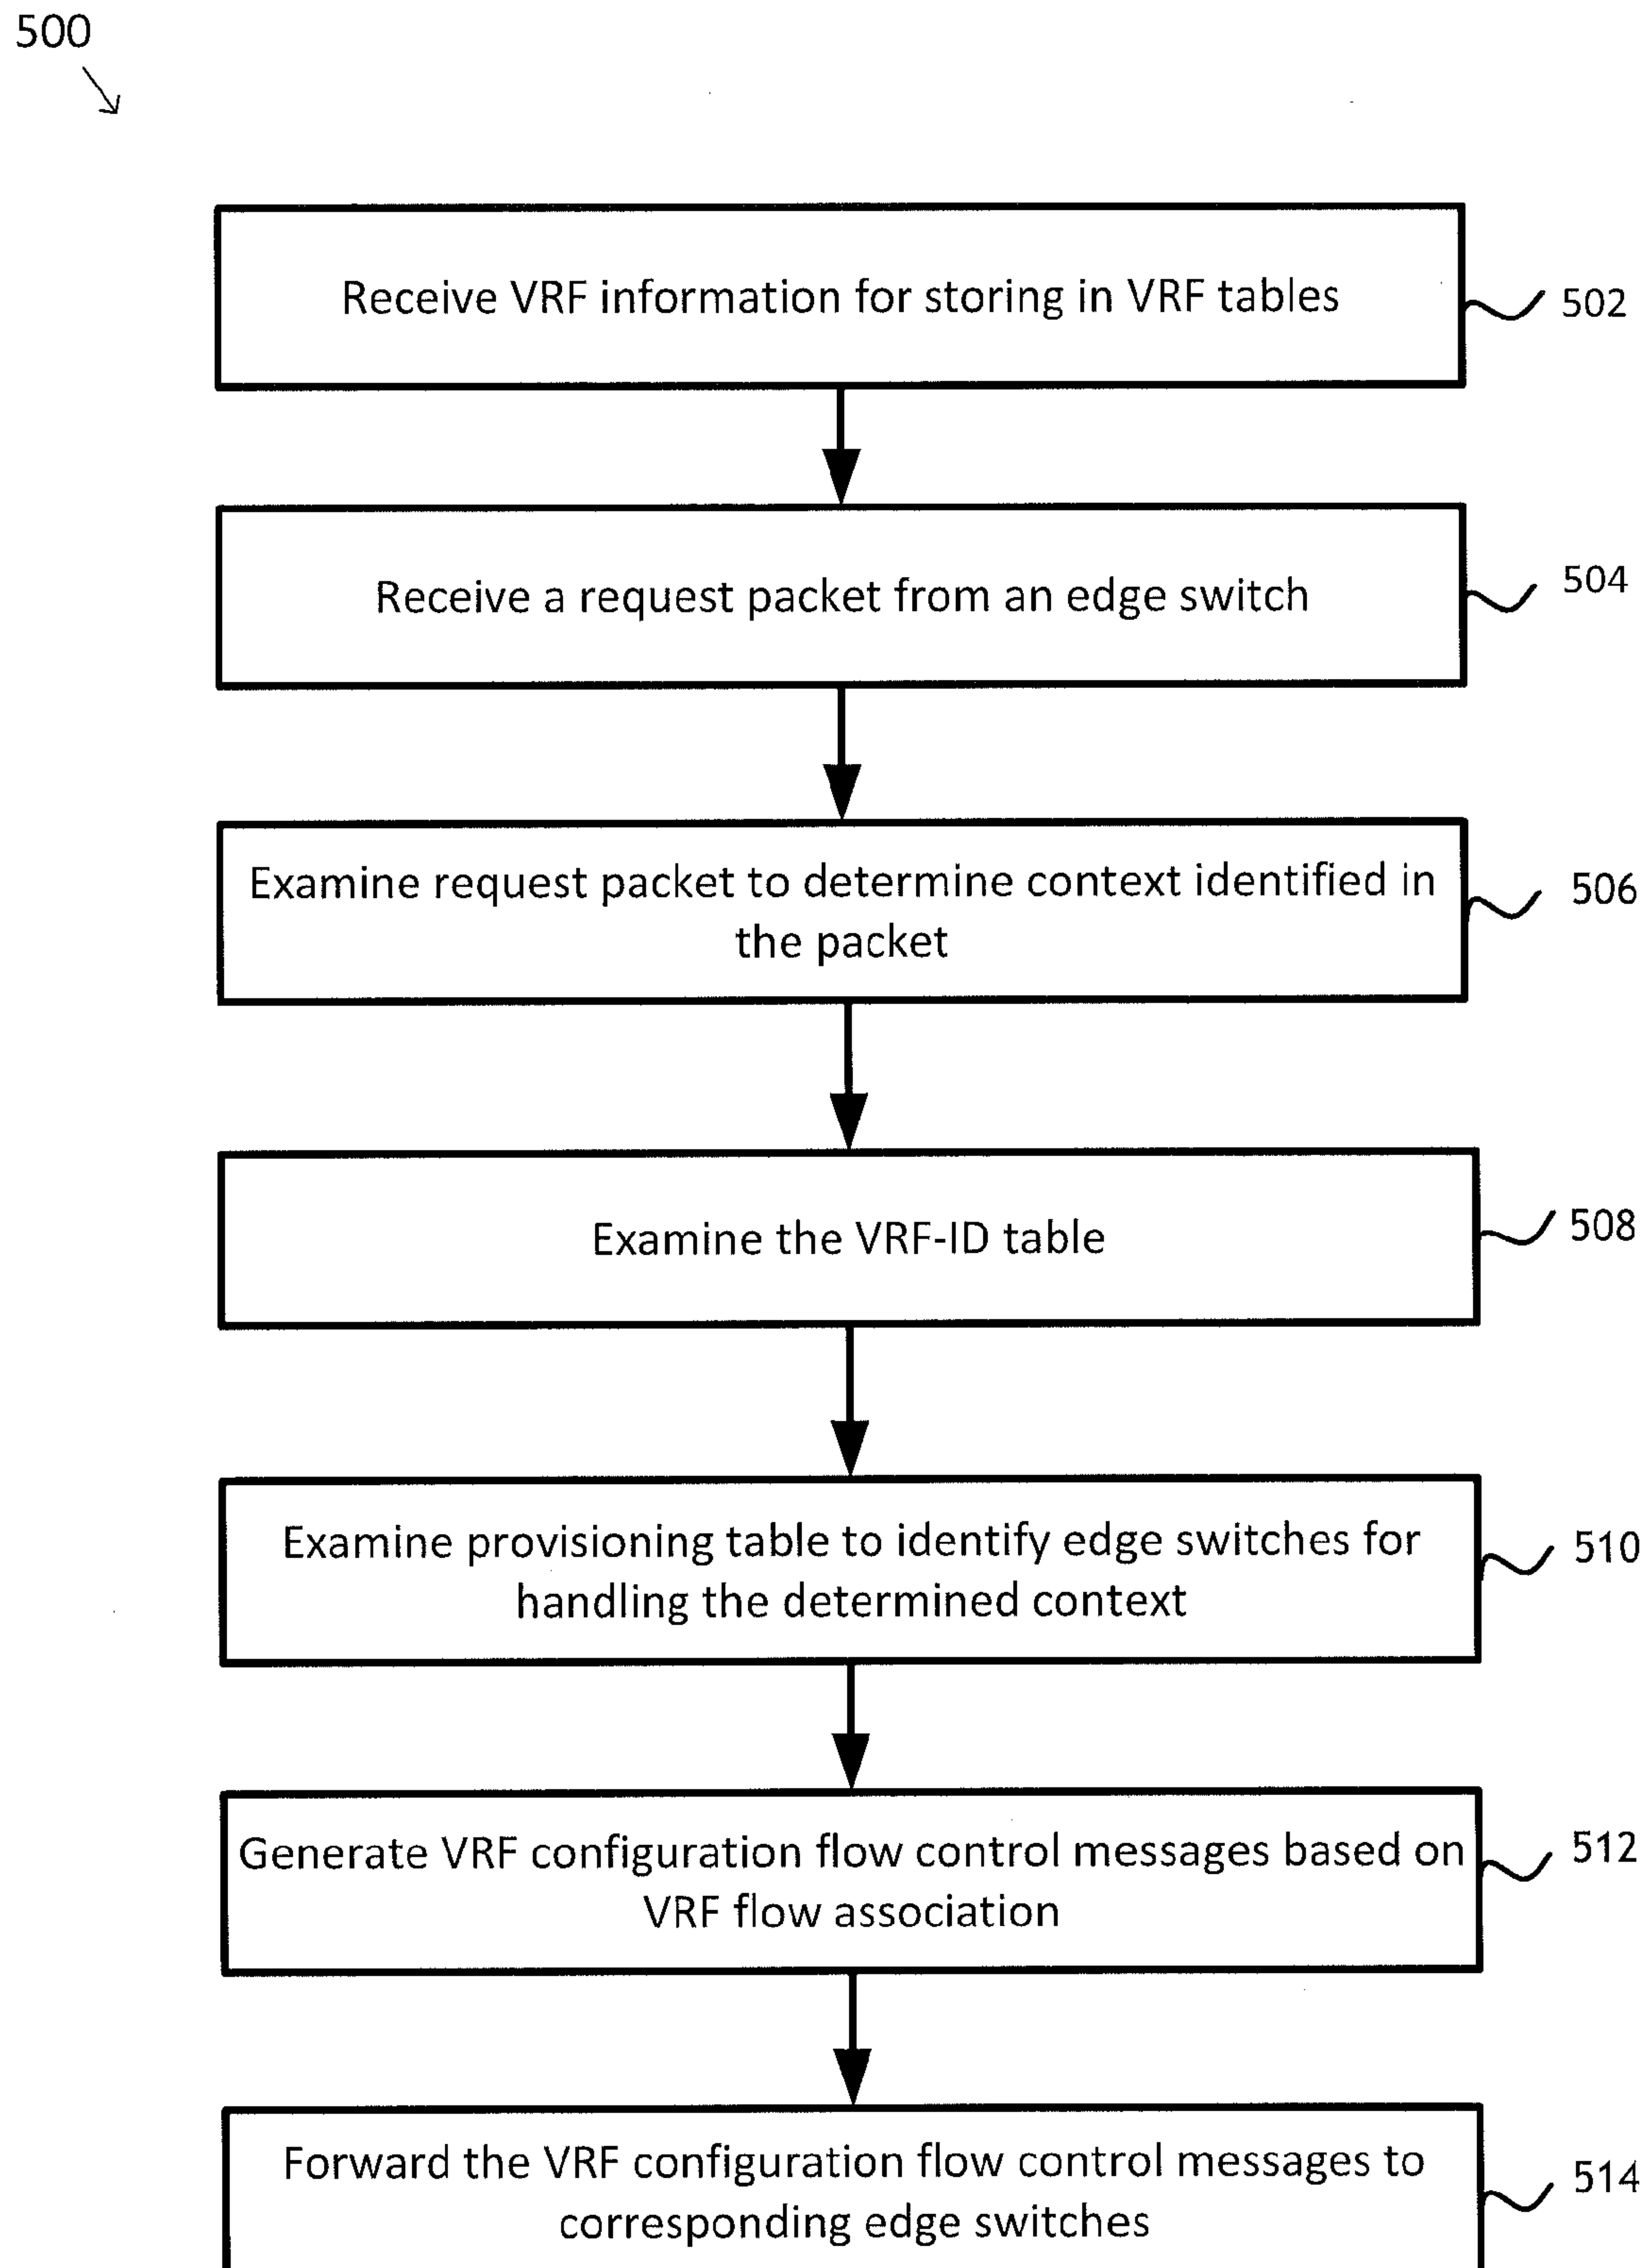 500
Receive VRF information for storing in VRF tables
502
Receive a request packet from an edge switch
504
Examine request packet to determine context identified in
the packet
506
Examine the VRF-ID table
508
Examine provisioning table to identify edge switches for
handling the determined context
510
Generate VRF configuration flow control messages based on
VRF flow association
512
Forward the VRF configuration flow control messages to
corresponding edge switches
514